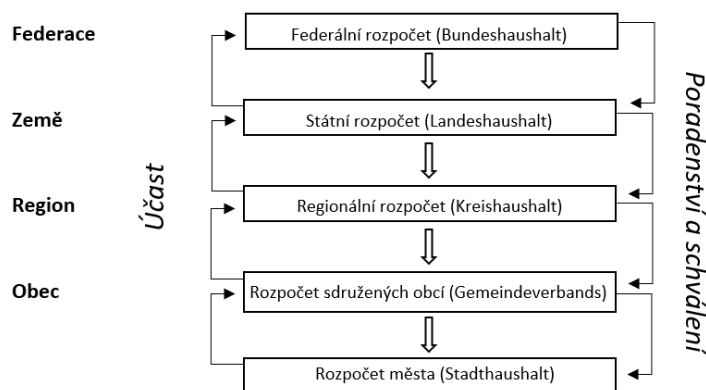 Federace
Federální rozpočet (Bundeshaushalt)
Země
Státní rozpočet (Landeshaushalt)
Region
Regionální rozpočet (Kreishaushalt)
Obec
Rozpočet sdružených obcí (Gemeindeverbands)
Rozpočet města (Stadthaushalt)
Účast
Poradenství a schválení